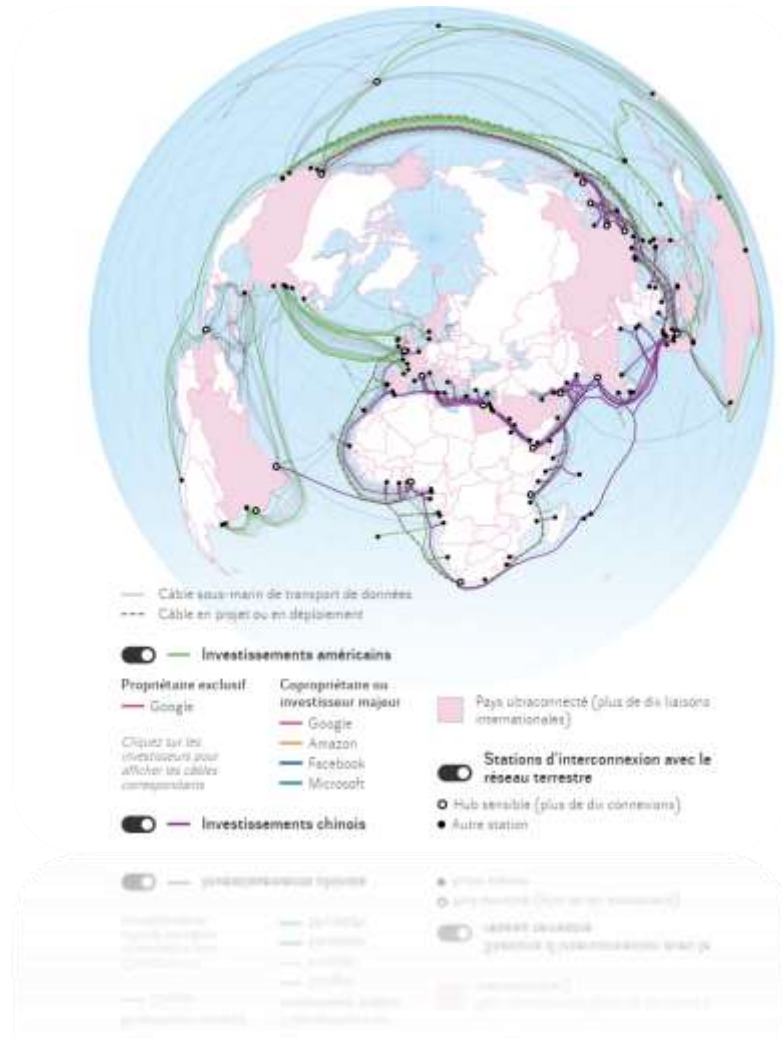 Câble sous-marin de transport de données
Câble en projet ou en déploiement
Investissements américains
Propriétaire exclusif
Google
Cliquez sur les
investisseurs pour
afficher les câbles
correspondants
Copropriétaire ou
investisseur majeur
Google
Amazon
Facebook
Microsoft
Investissements chinois
Pays ultraconnecté (plus de dix liaisons
internationales)
Stations d'interconnexion avec le
réseau terrestre
Hub sensible (plus de dix connexions)
Autre station